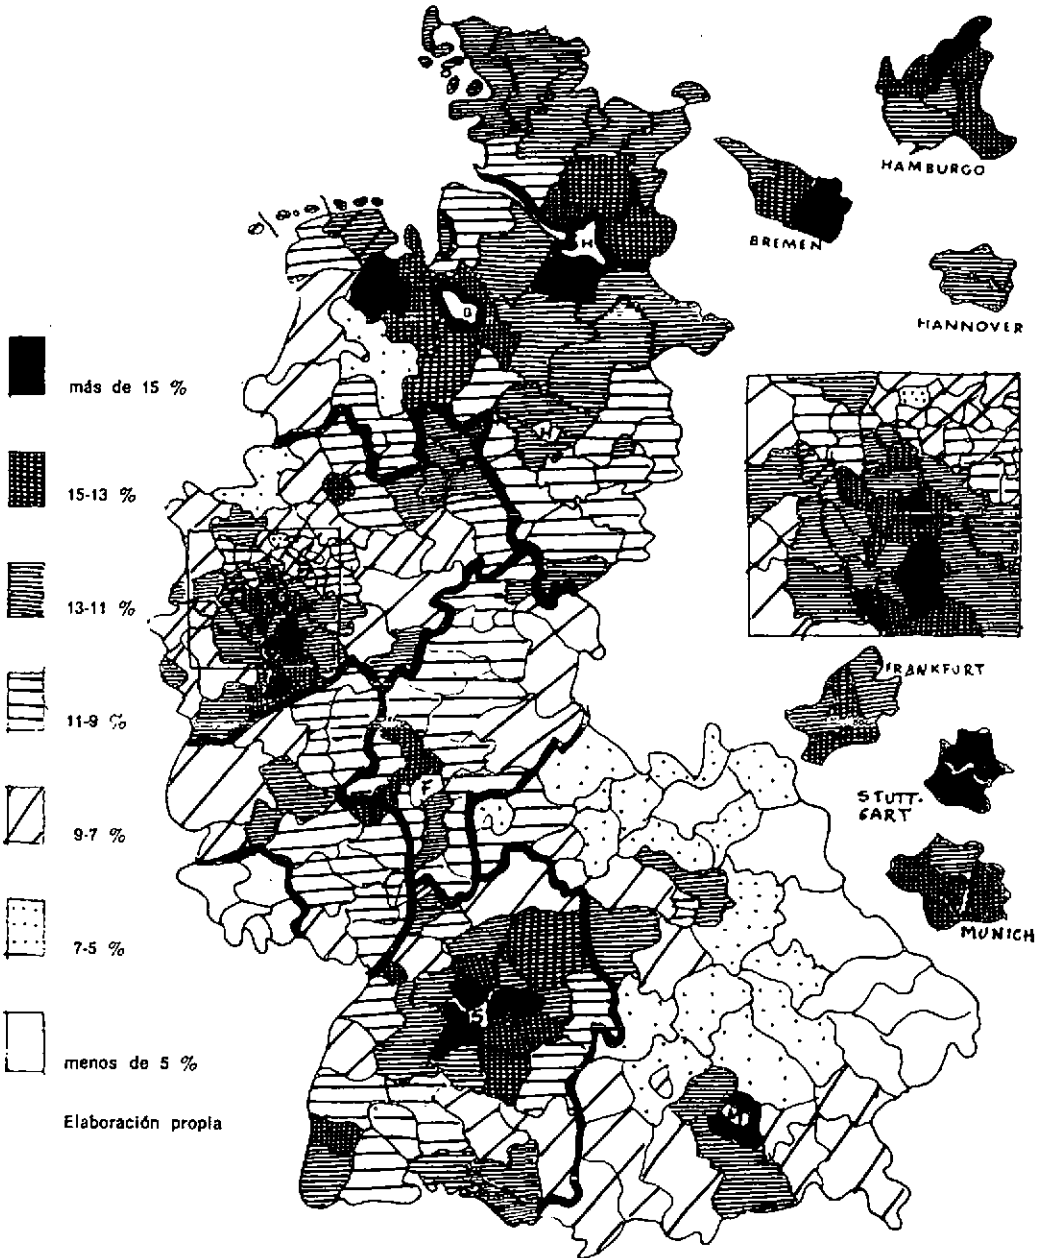 HAMBURGO
BREMEN
HANNOVER
más de 15 %
15-13 %
13-11 %
11-9 %
9-7 %
7-5 %
menos de 5 %
Elaboración propia
FRANKFURT
STUTT-
GART
MUNICH
H
B
H
F
S
M